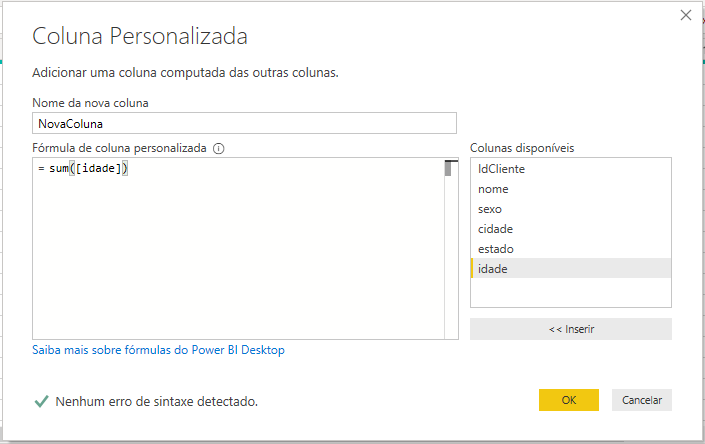 Coluna Personalizada
Adicionar uma coluna computada das outras colunas.
Nome da nova coluna
NovaColuna
Fórmula de coluna personalizada
= sum([idade])
Colunas disponíveis
IdCliente
nome
sexo
cidade
estado
idade
<< Inserir
Saiba mais sobre fórmulas do Power BI Desktop
Nenhum erro de sintaxe detectado.
OK
Cancelar